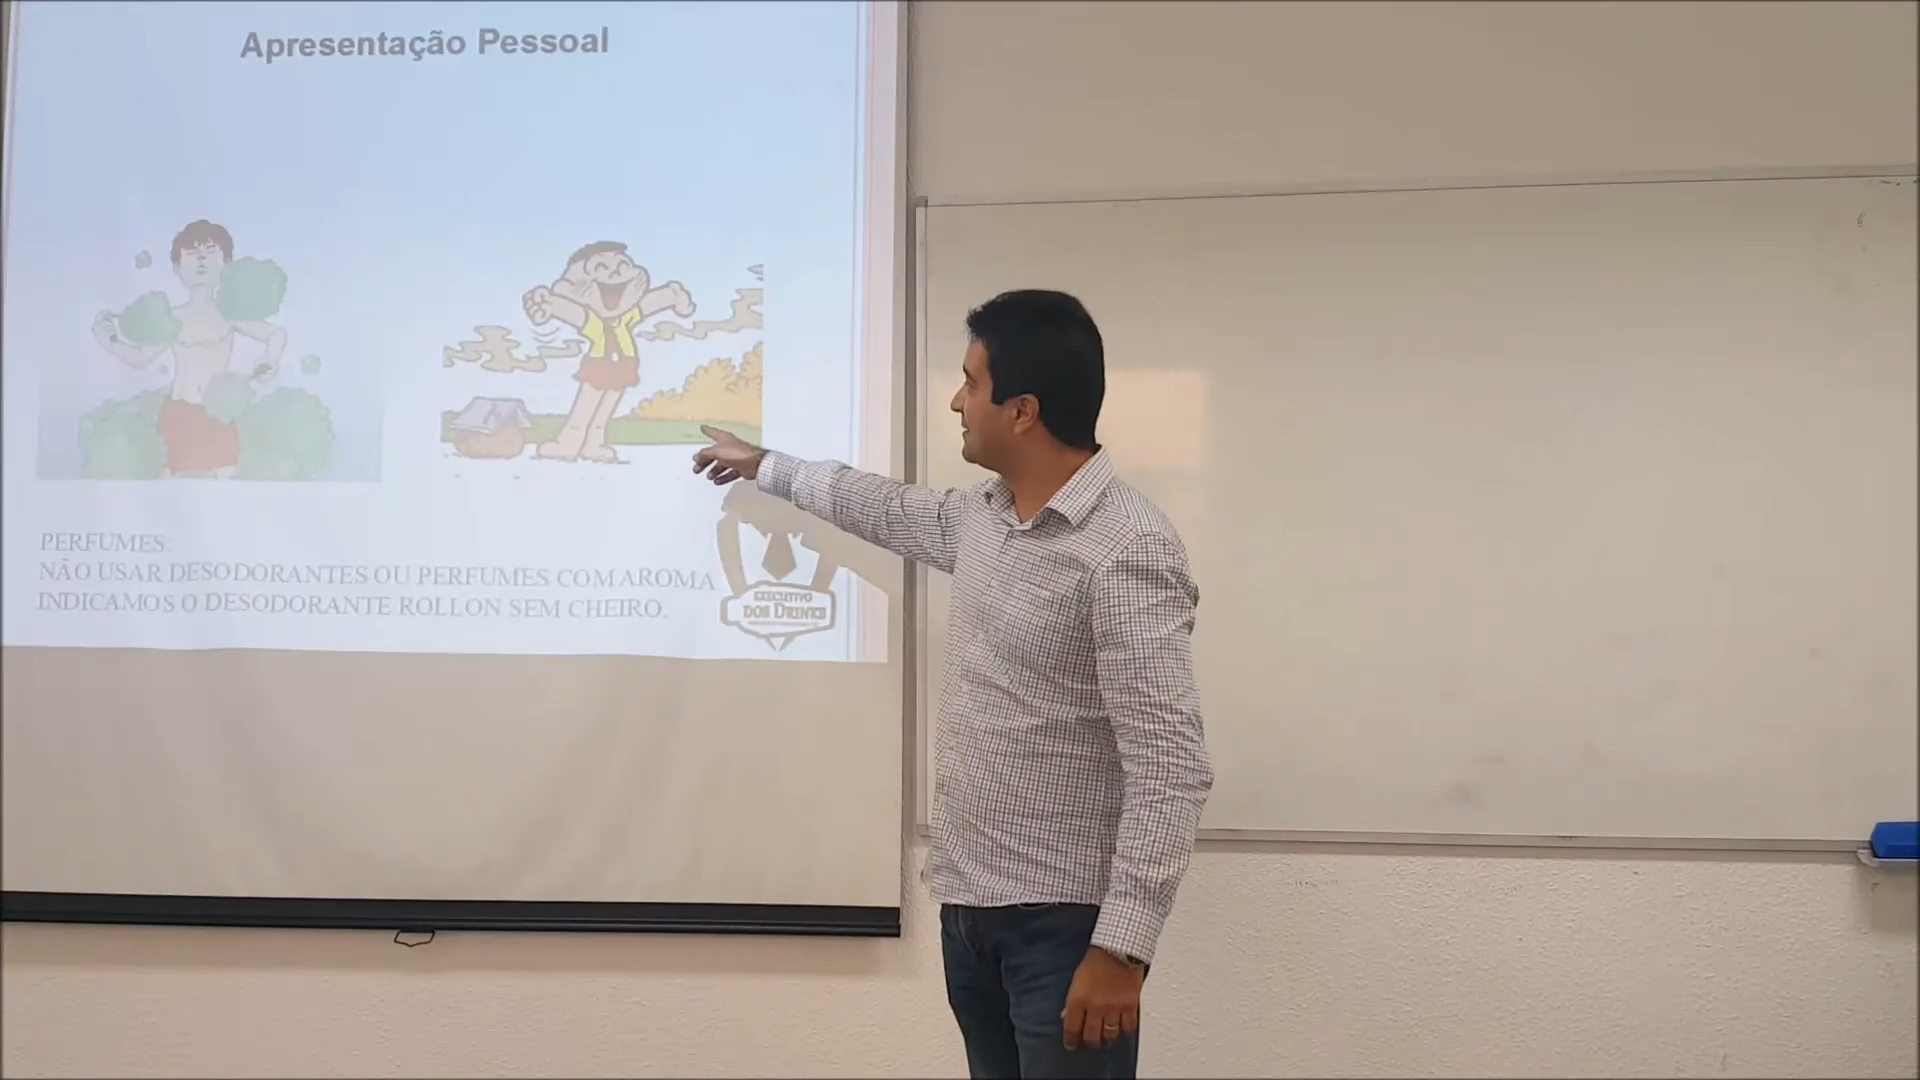 Apresentação Pessoal
PERFUMES:
NÃO USAR DESODORANTES OU PERFUMES COM AROMA
INDICAMOS O DESODORANTE ROLLON SEM CHEIRO.
EXECUTIVO
DOS DRINKS